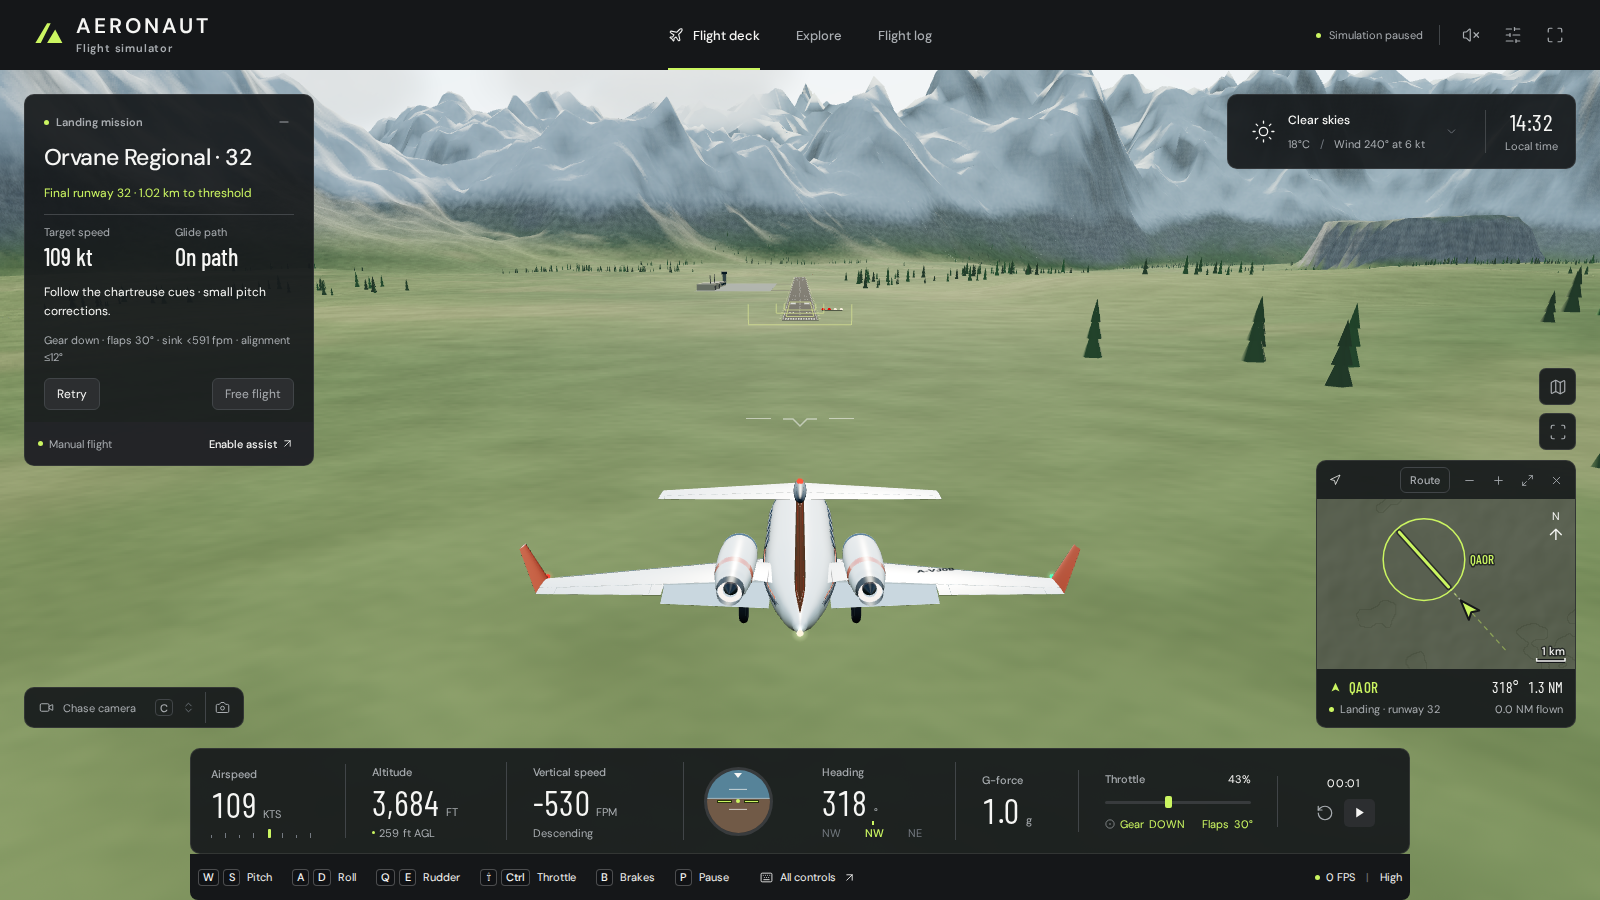 AERONAUT
Flight simulator
Flight deck
Explore
Flight log
Simulation paused
Landing mission
Orvane Regional · 32
Final runway 32 · 1.02 km to threshold
Target speed
Glide path
109 kt
On path
Follow the chartreuse cues · small pitch
corrections.
Gear down · flaps 30° · sink <591 fpm · alignment
≤12°
Retry
Free flight
Manual flight
Enable assist
Clear skies
18°C / Wind 240° at 6 kt
14:32
Local time
Route
N
QAOR
1 km
QAOR
318° 1.3 NM
Landing · runway 32
0.0 NM flown
Chase camera
C
Airspeed
109 KTS
Altitude
3,684 FT
259 ft AGL
Vertical speed
-530 FPM
Descending
Heading
318 °
NW NW NE
G-force
1.0 g
Throttle
43%
Gear DOWN
Flaps 30°
00:01
W S Pitch
A D Roll
Q E Rudder
⇧ Ctrl Throttle
B Brakes
P Pause
All controls
0 FPS | High